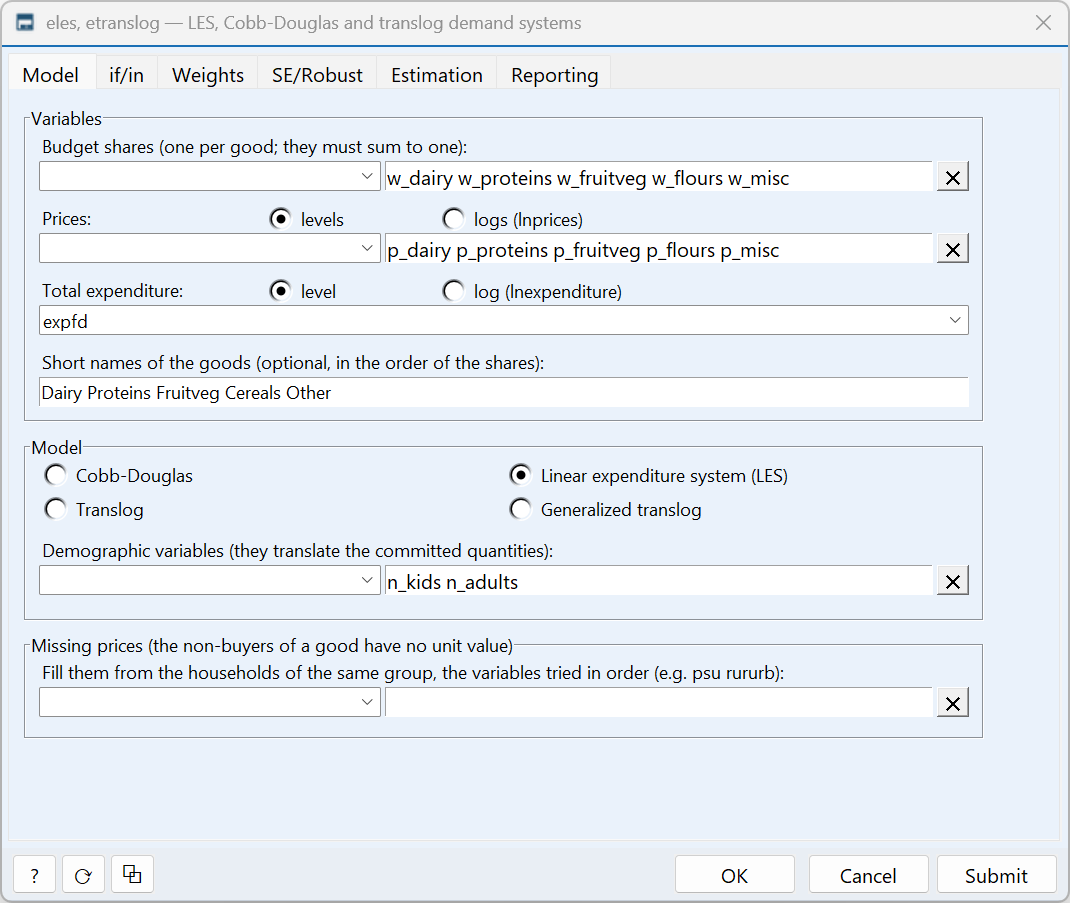 eles, etranslog — LES, Cobb-Douglas and translog demand systems
Model if/in Weights SE/Robust Estimation Reporting
Variables
Budget shares (one per good; they must sum to one):
w_dairy w_proteins w_fruitveg w_flours w_misc
Prices: levels logs (lnprices)
p_dairy p_proteins p_fruitveg p_flours p_misc
Total expenditure: level log (lnexpenditure)
expfd
Short names of the goods (optional, in the order of the shares):
Dairy Proteins Fruitveg Cereals Other
Model
Cobb-Douglas Linear expenditure system (LES)
Translog Generalized translog
Demographic variables (they translate the committed quantities):
n_kids n_adults
Missing prices (the non-buyers of a good have no unit value)
Fill them from the households of the same group, the variables tried in order (e.g. psu rururb):
? OK Cancel Submit